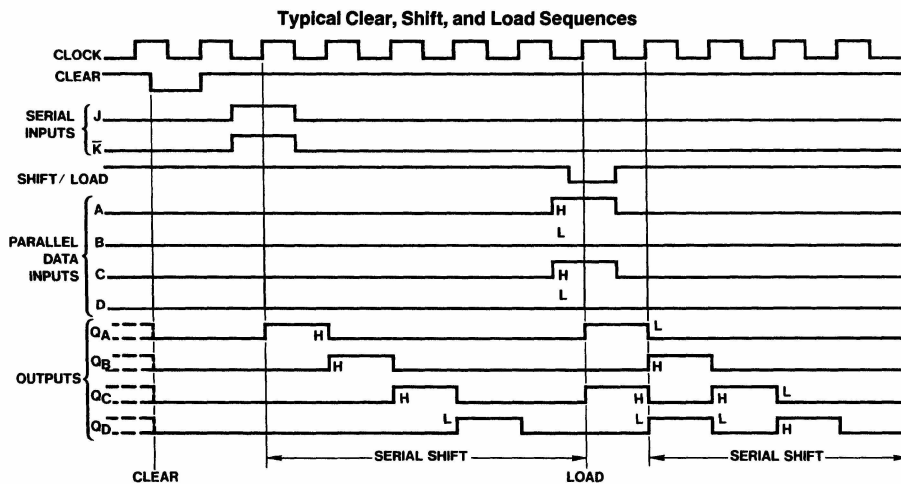 Typical Clear, Shift, and Load Sequences
CLOCK
CLEAR
SERIAL INPUTS
J
K̅
SHIFT/ LOAD
PARALLEL DATA INPUTS
A
H
B
L
C
H
D
L
OUTPUTS
QA
H
L
QB
H
H
QC
H
H
H
L
QD
L
L
L
H
SERIAL SHIFT
SERIAL SHIFT
CLEAR
LOAD